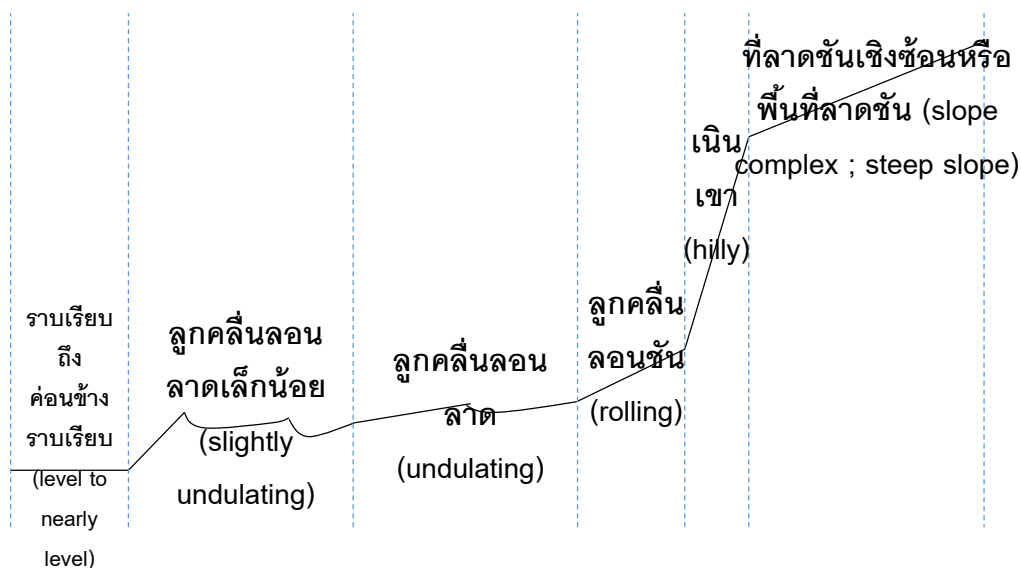 ราบเรียบ
ถึง
ค่อนข้าง
ราบเรียบ
(level to
nearly
level)
ลูกคลื่นลอน
ลาดเล็กน้อย
(slightly
undulating)
ลูกคลื่นลอน
ลาด
(undulating)
ลูกคลื่น
ลอนชัน
(rolling)
เนิน
เขา
(hilly)
ที่ลาดชันเชิงซ้อนหรือ
พื้นที่ลาดชัน (slope
complex ; steep slope)